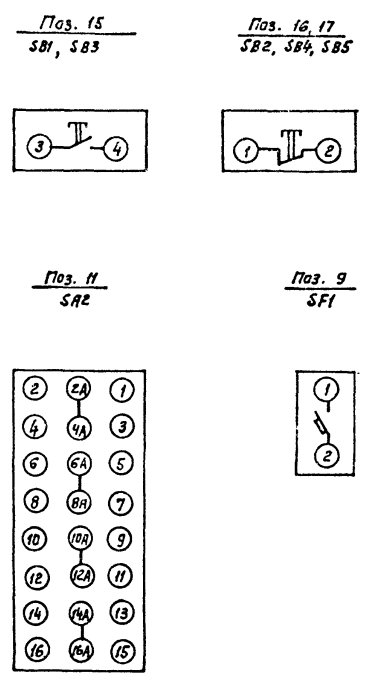 Поз. 15
SB1, SB3
Поз. 16, 17
SB2, SB4, SB5
3 4
1 2
Поз. 11
SA2
Поз. 9
SF1
2 2А 1
4 4А 3
6 6А 5
8 8А 7
10 10А 9
12 12А 11
14 14А 13
16 16А 15
1
2